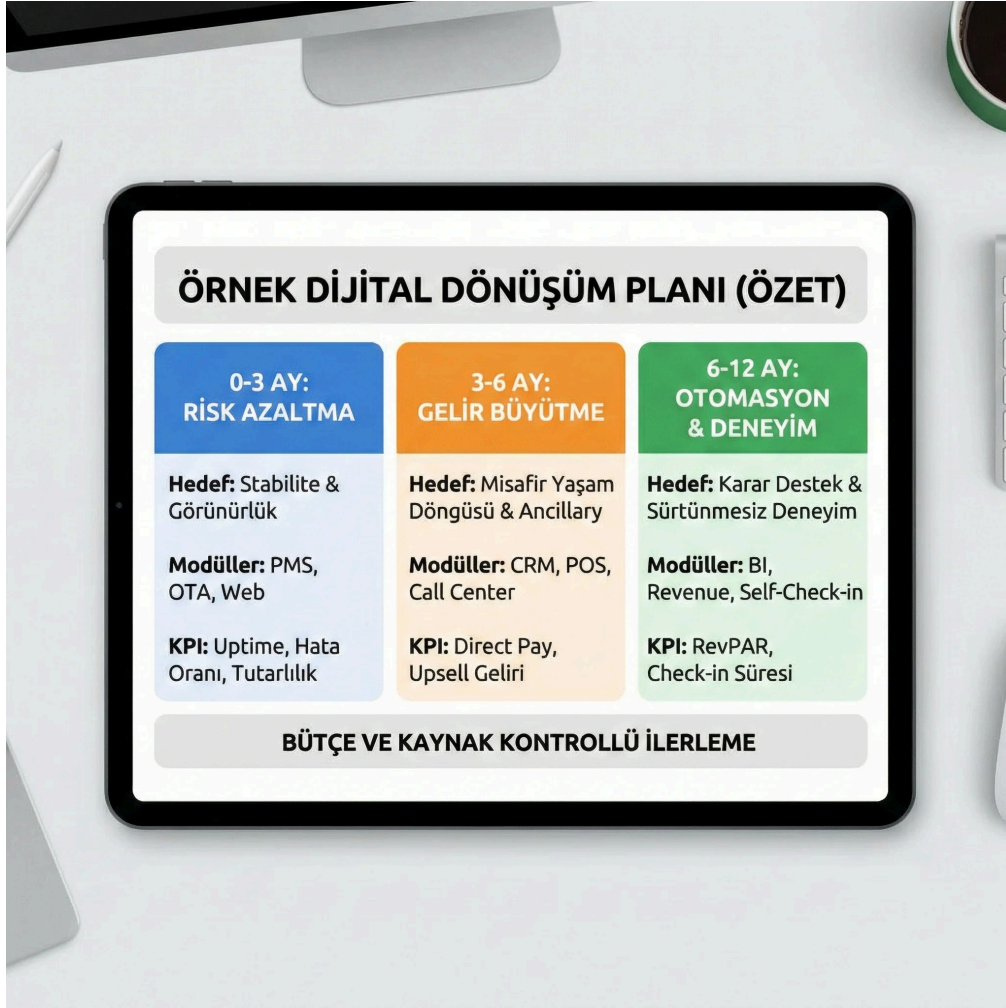 ÖRNEK DİJİTAL DÖNÜŞÜM PLANI (ÖZET)
0-3 AY:
RİSK AZALTMA
Hedef: Stabilite &
Görünürlük
Modüller: PMS,
OTA, Web
KPI: Uptime, Hata
Oranı, Tutarlılık
3-6 AY:
GELİR BÜYÜTME
Hedef: Misafir Yaşam
Döngüsü & Ancillary
Modüller: CRM, POS,
Call Center
KPI: Direct Pay,
Upsell Geliri
6-12 AY:
OTOMASYON
& DENEYİM
Hedef: Karar Destek &
Sürtünmesiz Deneyim
Modüller: BI,
Revenue, Self-Check-in
KPI: RevPAR,
Check-in Süresi
BÜTÇE VE KAYNAK KONTROLLÜ İLERLEME